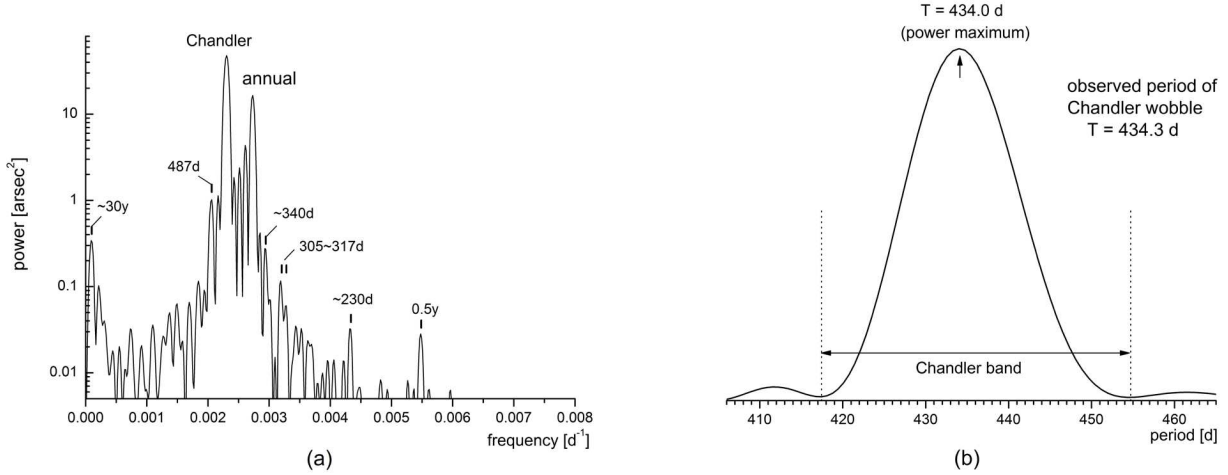 Chandler
annual
10
487d
1
~30y
~340d
305~317d
0.1
~230d
0.5y
0.01
power [arsec²]
0.000 0.001 0.002 0.003 0.004 0.005 0.006 0.007 0.008
frequency [d⁻¹]
(a)
T = 434.0 d
(power maximum)
observed period of
Chandler wobble
T = 434.3 d
Chandler band
410 420 430 440 450 460
period [d]
(b)